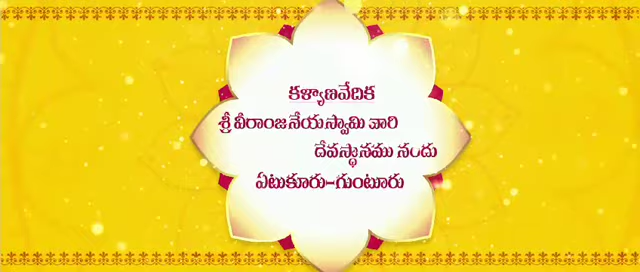 కళ్యాణవేదిక
శ్రీ వీరాంజనేయస్వామి వారి
దేవస్థానము నందు
ఏటుకూరు-గుంటూరు